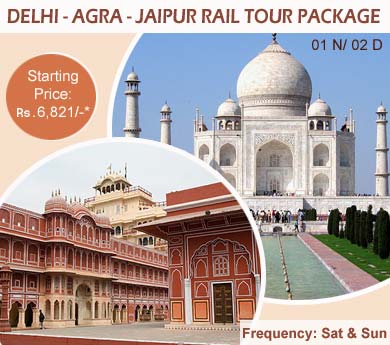 DELHI - AGRA - JAIPUR RAIL TOUR PACKAGE
01 N/ 02 D
Starting
Price:
Rs.6,821/-*
Frequency: Sat & Sun